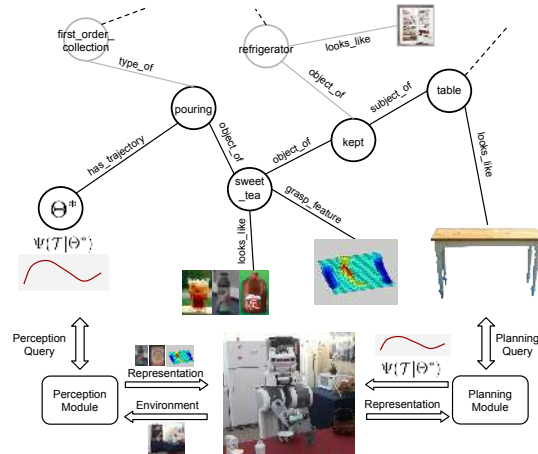 first_order_
collection
refrigerator
looks_like
type_of
object_of
subject_of
table
pouring
kept
has_trajectory
object_of
object_of
looks_like
sweet
_tea
grasp_feature
Θ*
Ψ(𝒯|Θ*)
looks_like
Perception
Query
Planning
Query
Representation
Ψ(𝒯|Θ*)
Perception
Module
Environment
Representation
Planning
Module